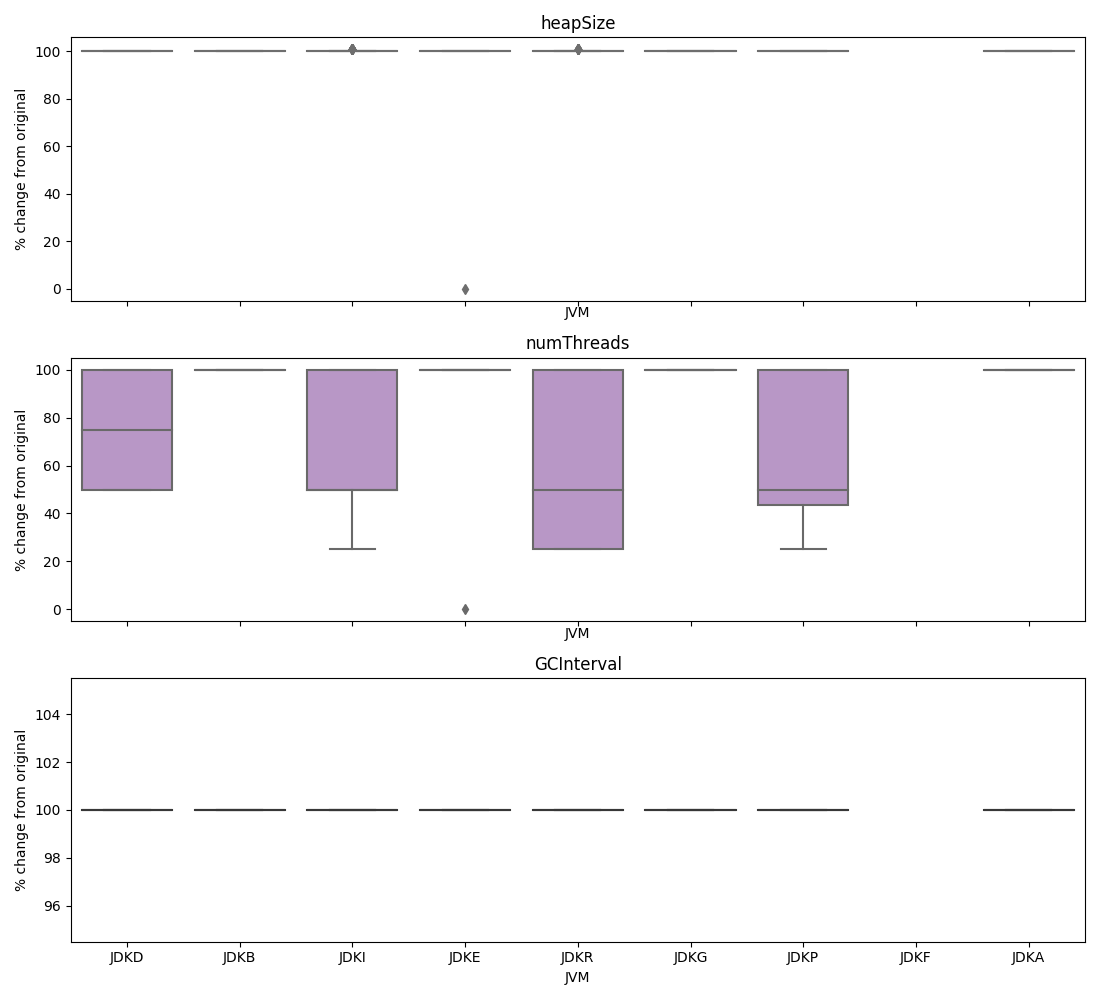 heapSize
% change from original
100
80
60
40
20
0
JVM
numThreads
% change from original
100
80
60
40
20
0
JVM
GCInterval
% change from original
104
102
100
98
96
JDKD JDKB JDKI JDKE JDKR JDKG JDKP JDKF JDKA
JVM